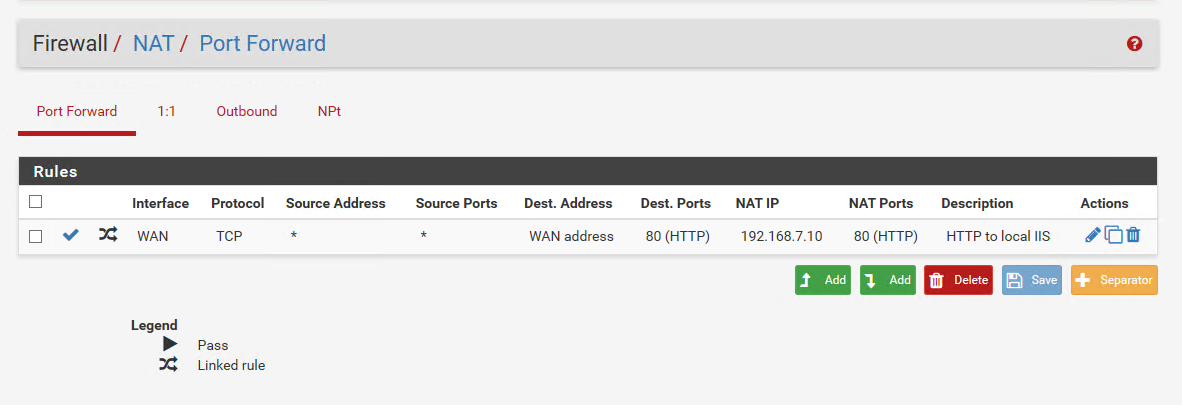 Firewall / NAT / Port Forward
Port Forward 1:1 Outbound NPt
Rules
Interface Protocol Source Address Source Ports Dest. Address Dest. Ports NAT IP NAT Ports Description Actions
WAN TCP * * WAN address 80 (HTTP) 192.168.7.10 80 (HTTP) HTTP to local IIS
Add Add Delete Save Separator
Legend
Pass
Linked rule